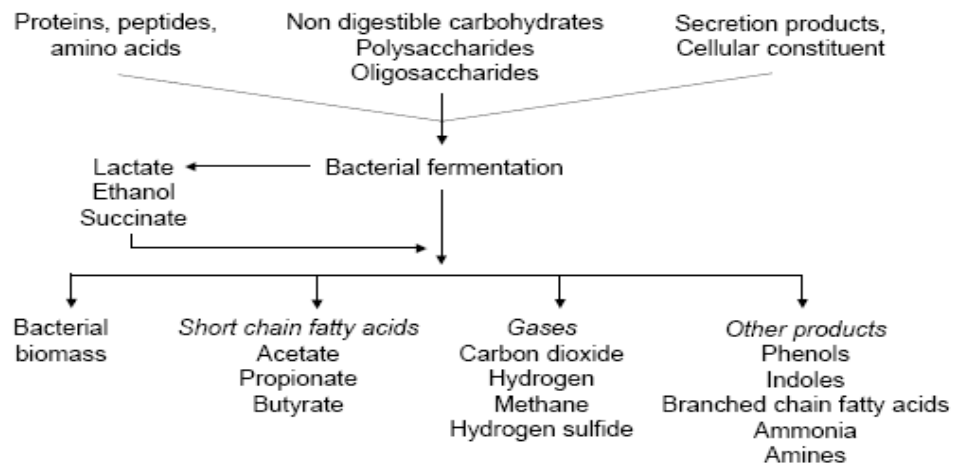 Proteins, peptides,
amino acids
Non digestible carbohydrates
Polysaccharides
Oligosaccharides
Secretion products,
Cellular constituent
Lactate
Ethanol
Succinate
Bacterial fermentation
Bacterial
biomass
Short chain fatty acids
Acetate
Propionate
Butyrate
Gases
Carbon dioxide
Hydrogen
Methane
Hydrogen sulfide
Other products
Phenols
Indoles
Branched chain fatty acids
Ammonia
Amines